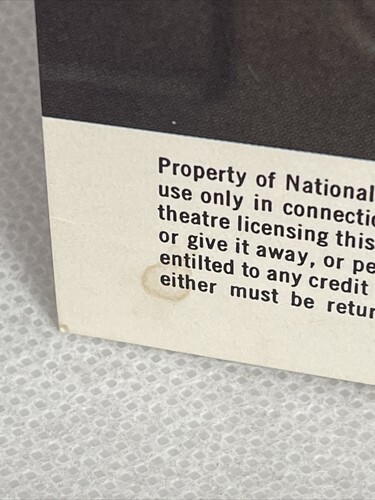 Property of National
use only in connectic
theatre licensing this
or give it away, or pe
entilted to any credit
either must be retur